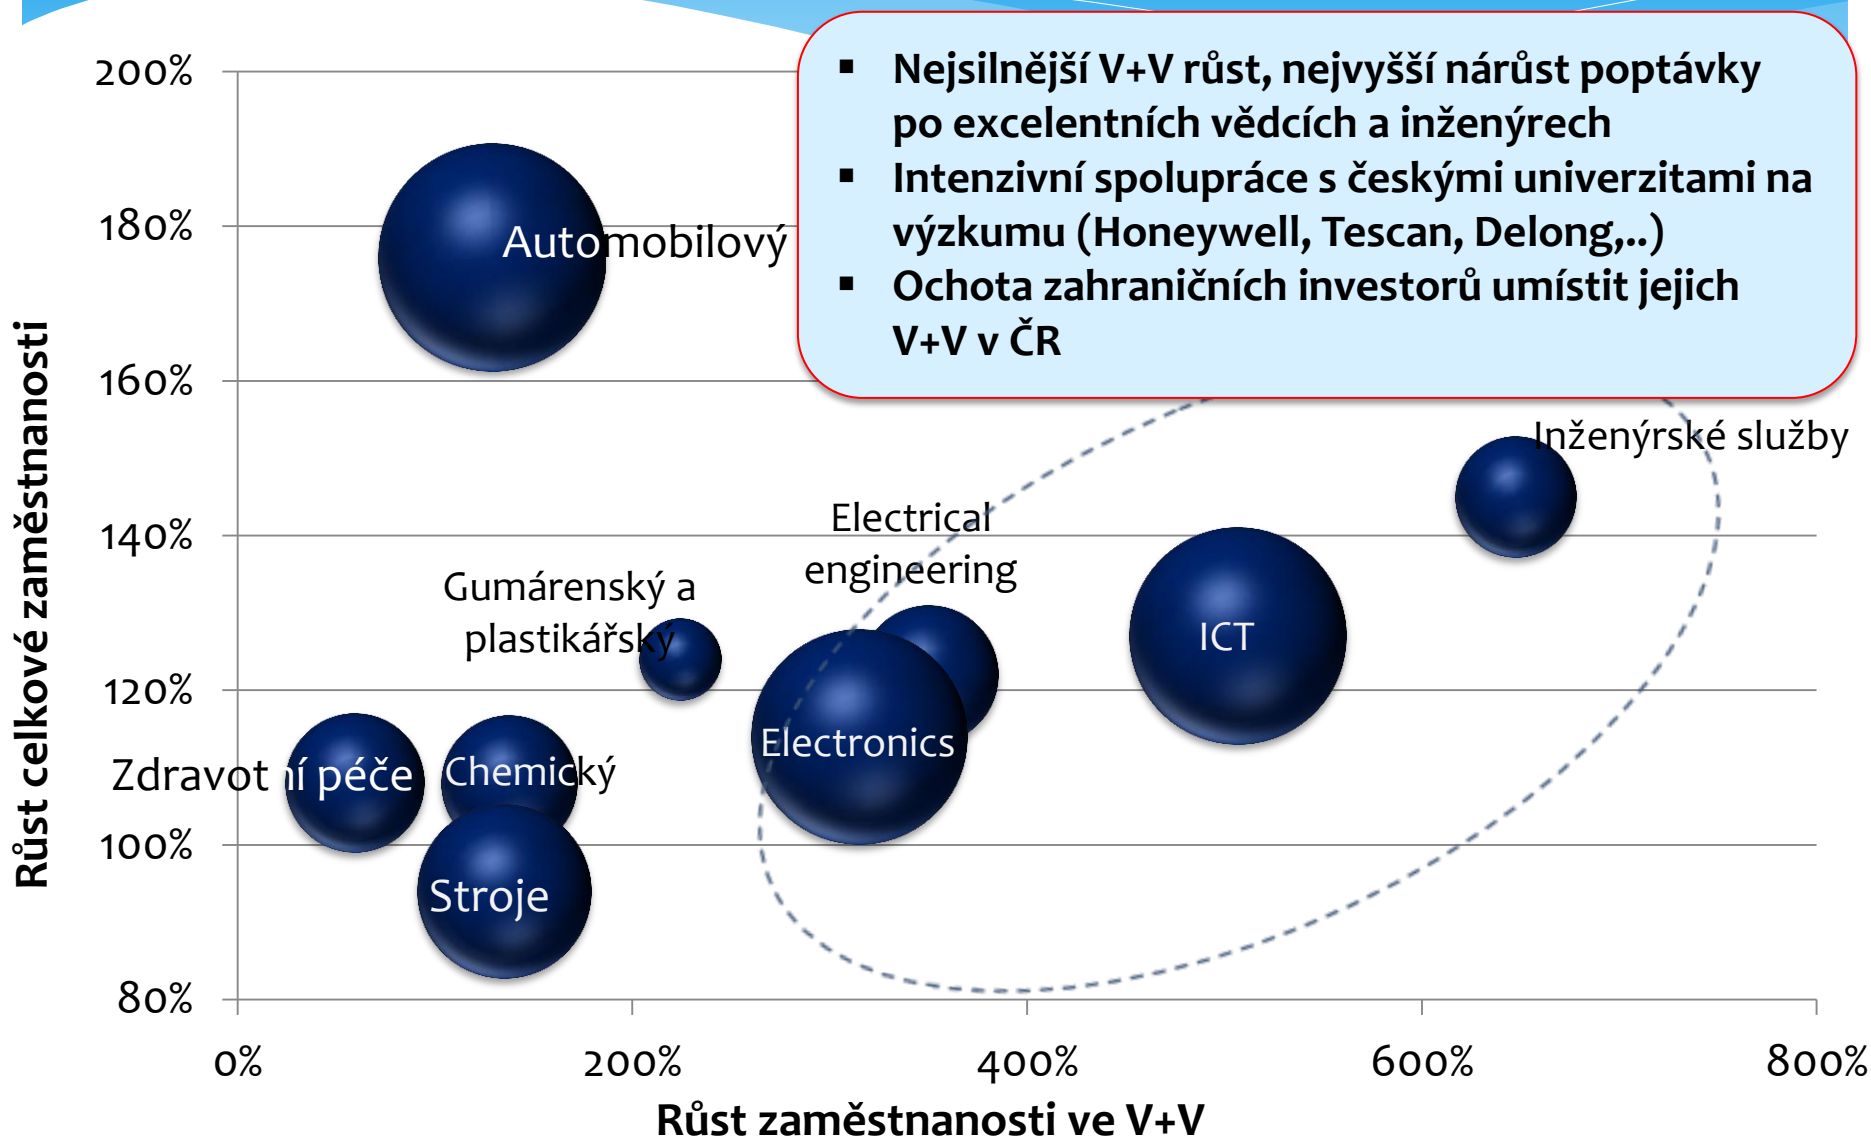 200%
180%
160%
140%
120%
100%
80%
Růst celkové zaměstnanosti
▪ Nejsilnější V+V růst, nejvyšší nárůst poptávky
po excelentních vědcích a inženýrech
▪ Intenzivní spolupráce s českými univerzitami na
výzkumu (Honeywell, Tescan, Delong,..)
▪ Ochota zahraničních investorů umístit jejich
V+V v ČR
Automobilový
Inženýrské služby
Electrical
engineering
Gumárenský a
plastikářský
ICT
Electronics
Zdravotní péče
Chemický
Stroje
0%
200%
400%
600%
800%
Růst zaměstnanosti ve V+V